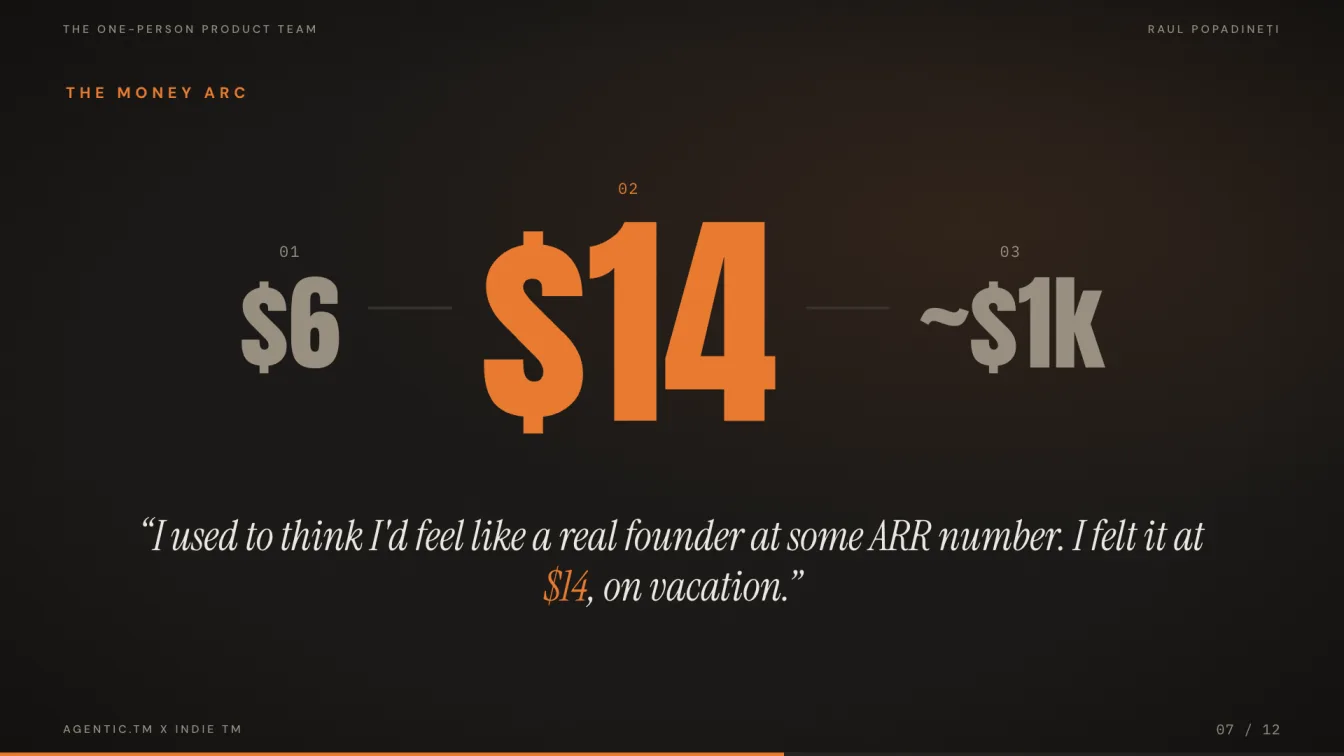 THE ONE-PERSON PRODUCT TEAM
RAUL POPADINEȚI
THE MONEY ARC
01
$6
02
$14
03
~$1K
“I used to think I'd feel like a real founder at some ARR number. I felt it at
$14, on vacation.”
AGENTIC.TM X INDIE TM
07 / 12